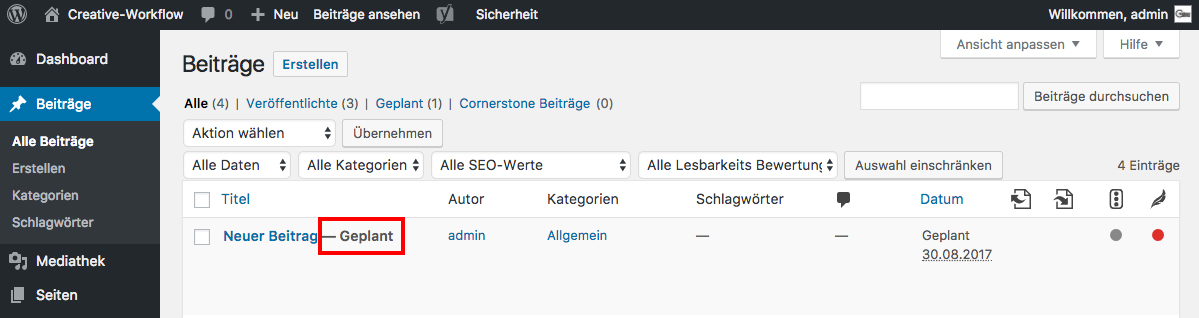 Creative-Workflow 0 Neu Beiträge ansehen Sicherheit Willkommen, admin
Dashboard
Beiträge
Alle Beiträge
Erstellen
Kategorien
Schlagwörter
Mediathek
Seiten
Ansicht anpassen Hilfe
Beiträge Erstellen
Alle (4) | Veröffentlichte (3) | Geplant (1) | Cornerstone Beiträge (0)
Beiträge durchsuchen
Aktion wählen Übernehmen
Alle Daten Alle Kategorien Alle SEO-Werte Alle Lesbarkeits Bewertung Auswahl einschränken 4 Einträge
Titel Autor Kategorien Schlagwörter Datum
Neuer Beitrag — Geplant admin Allgemein — — Geplant
30.08.2017